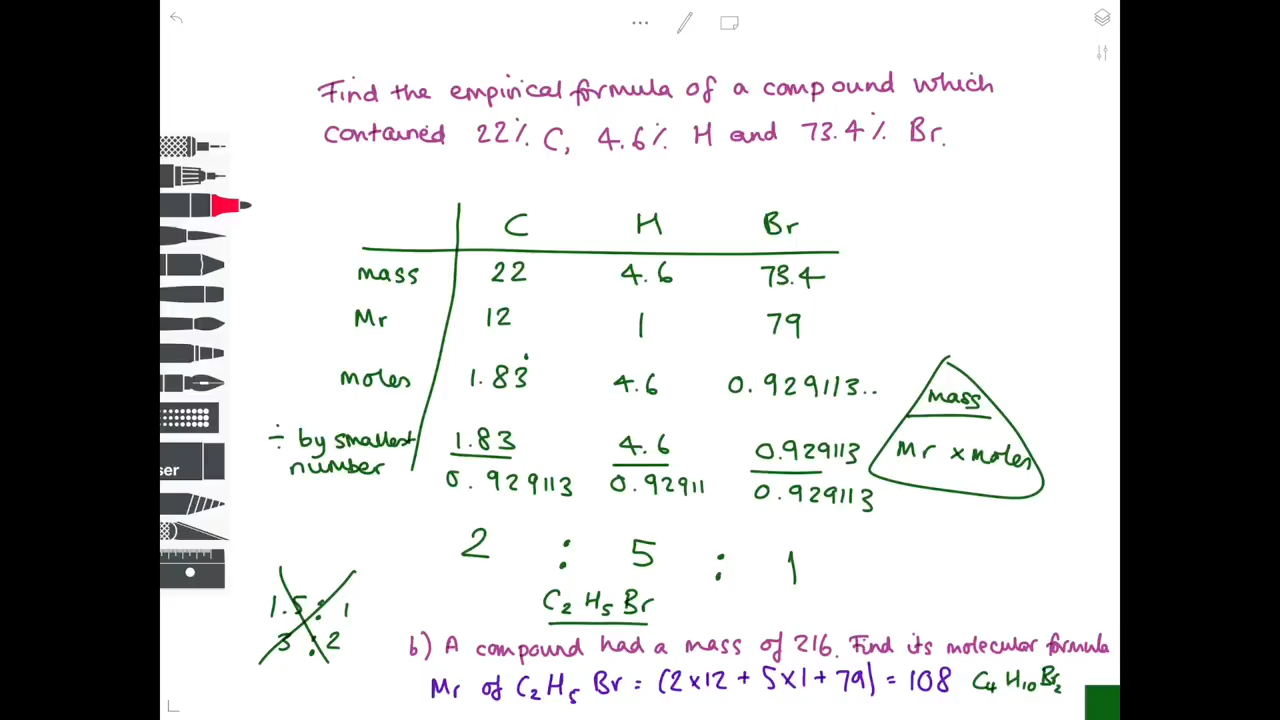 Find the empirical formula of a compound which
contained 22% C, 4.6% H and 73.4% Br.
C H Br
mass 22 4.6 73.4
Mr 12 1 79
moles 1.83̇ 4.6 0.929113..
÷ by smallest number 1.83/0.929113 4.6/0.92911 0.929113/0.929113
mass
Mr x moles
2 : 5 : 1
C₂H₅Br
1.5 : 1
3 : 2
b) A compound had a mass of 216. Find its molecular formula
Mr of C₂H₅Br = (2x12 + 5x1 + 79) = 108 C₄H₁₀Br₂
ser